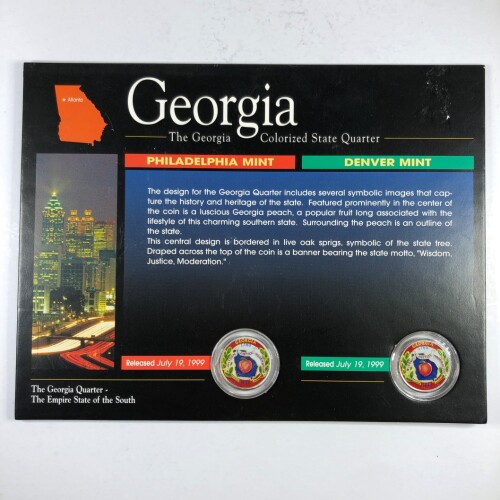 Atlanta
Georgia
The Georgia Colorized State Quarter
PHILADELPHIA MINT DENVER MINT
The design for the Georgia Quarter includes several symbolic images that cap-
ture the history and heritage of the state. Featured prominently in the center of
the coin is a luscious Georgia peach, a popular fruit long associated with the
lifestyle of this charming southern state. Surrounding the peach is an outline of
the state.
This central design is bordered in live oak sprigs, symbolic of the state tree.
Draped across the top of the coin is a banner bearing the state motto, "Wisdom,
Justice, Moderation."
Released July 19, 1999 Released July 19, 1999
GEORGIA GEORGIA
The Georgia Quarter -
The Empire State of the South